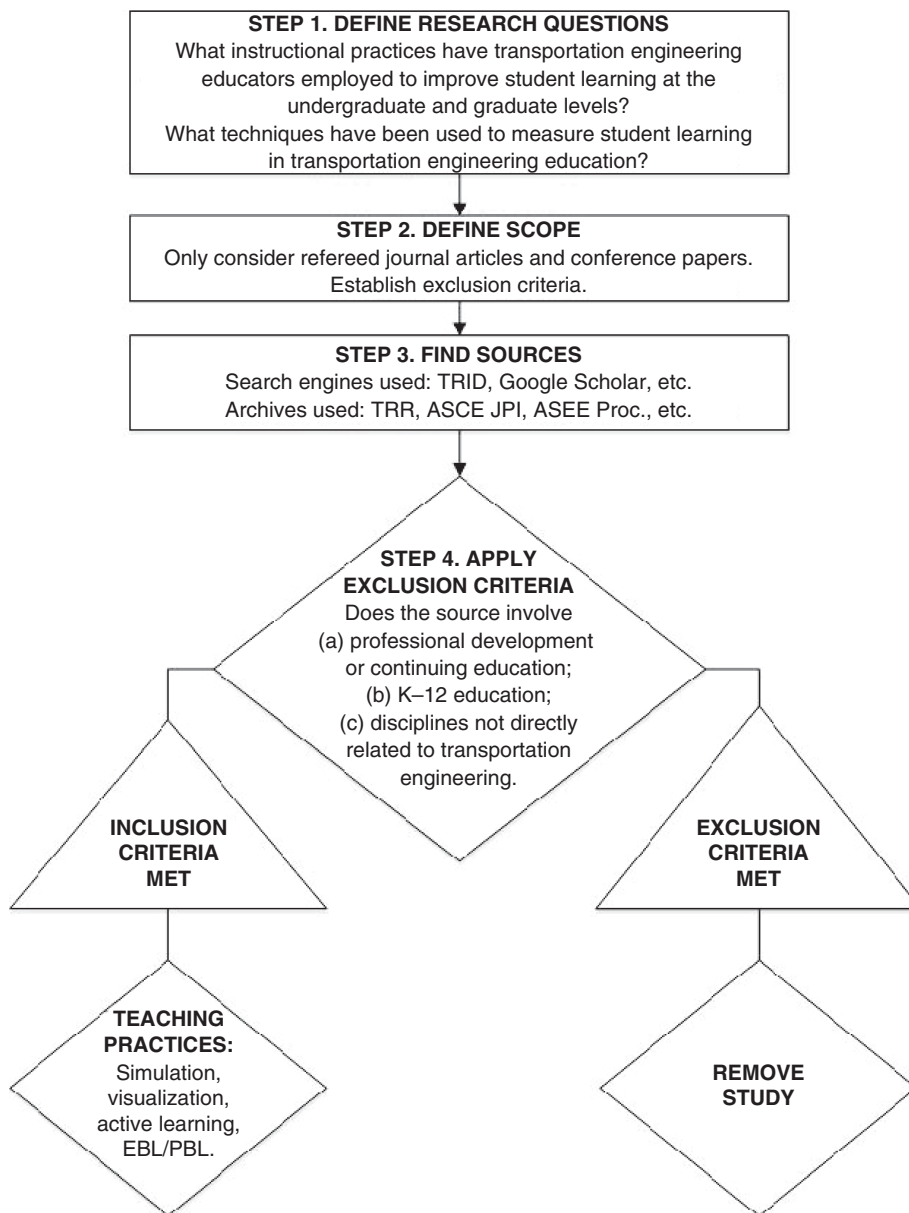 STEP 1. DEFINE RESEARCH QUESTIONS
What instructional practices have transportation engineering
educators employed to improve student learning at the
undergraduate and graduate levels?
What techniques have been used to measure student learning
in transportation engineering education?
STEP 2. DEFINE SCOPE
Only consider refereed journal articles and conference papers.
Establish exclusion criteria.
STEP 3. FIND SOURCES
Search engines used: TRID, Google Scholar, etc.
Archives used: TRR, ASCE JPI, ASEE Proc., etc.
STEP 4. APPLY
EXCLUSION CRITERIA
Does the source involve
(a) professional development
or continuing education;
(b) K–12 education;
(c) disciplines not directly
related to transportation
engineering.
INCLUSION
CRITERIA
MET
EXCLUSION
CRITERIA
MET
TEACHING
PRACTICES:
Simulation,
visualization,
active learning,
EBL/PBL.
REMOVE
STUDY